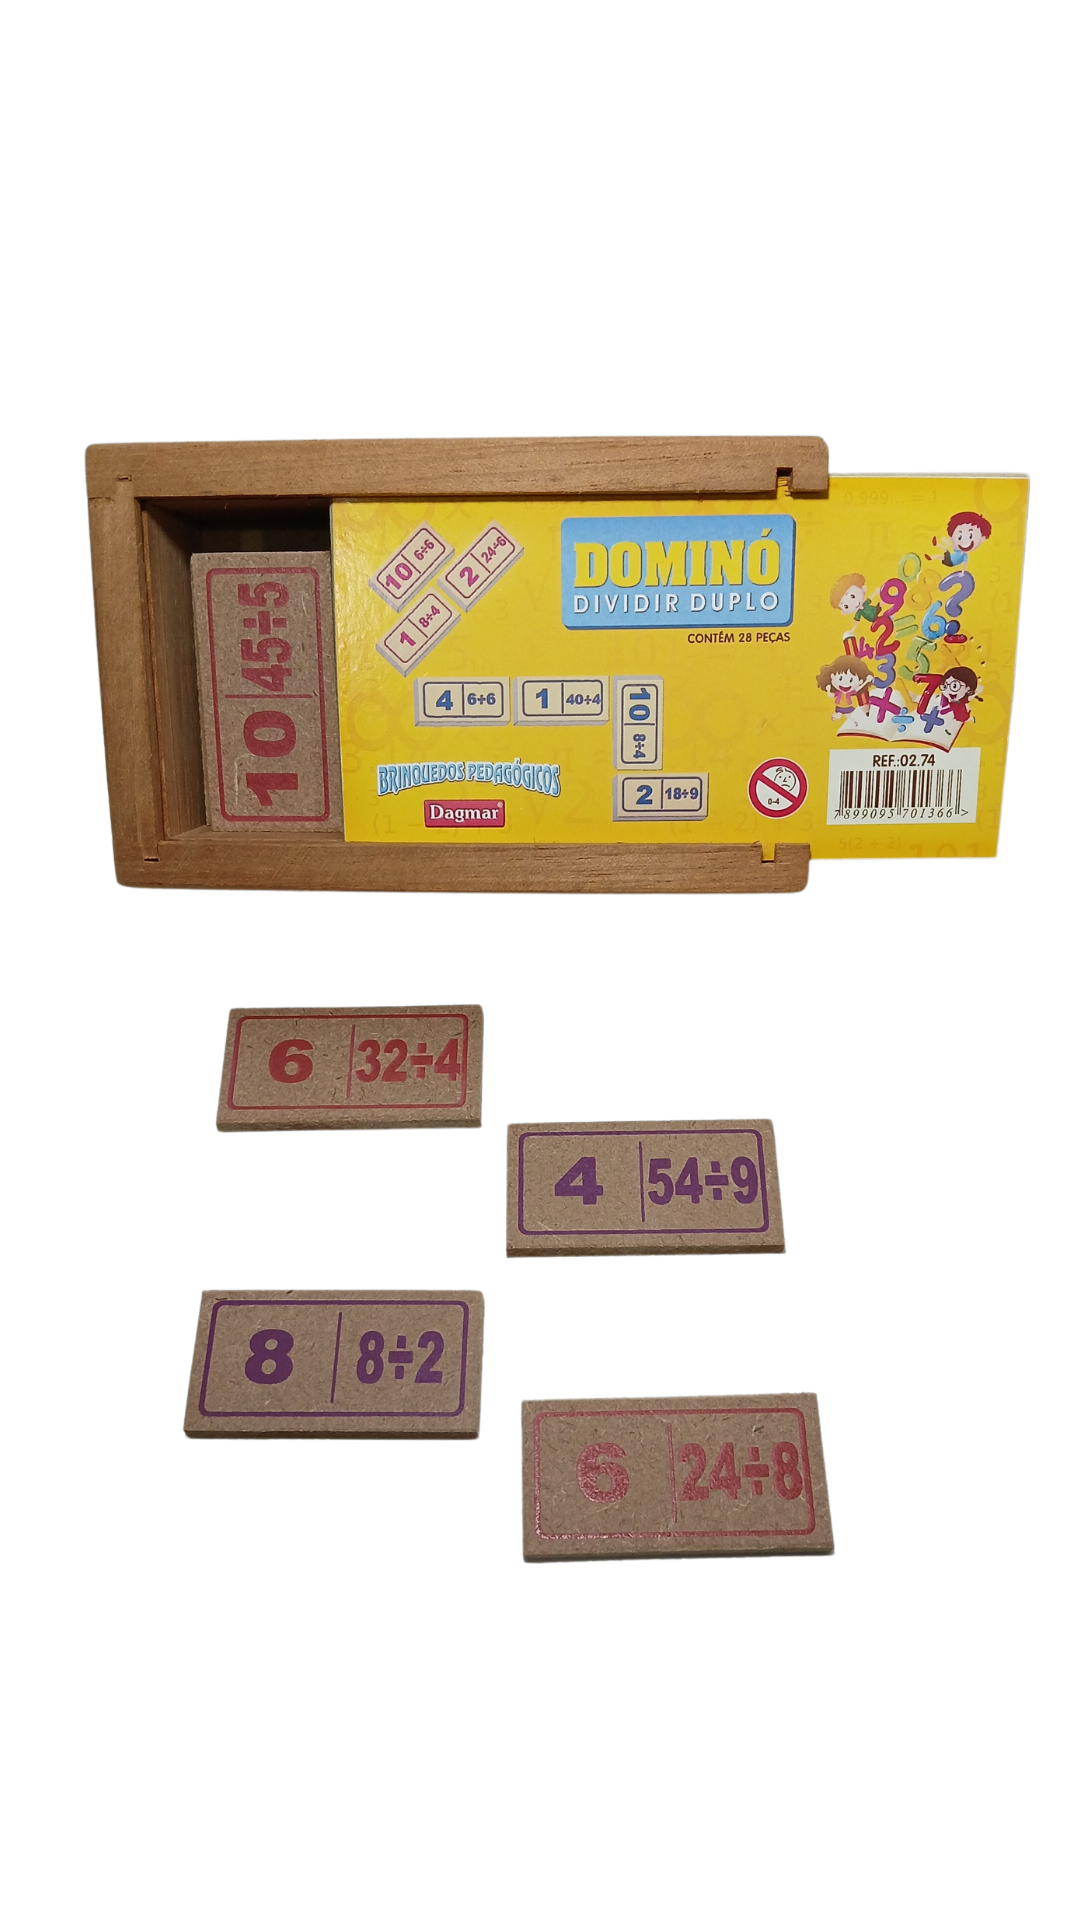 10 45÷5
10 6÷6
2 24÷6
1 8÷4
DOMINÓ
DIVIDIR DUPLO
CONTÉM 28 PEÇAS
4 6÷6
1 40÷4
10 8÷4
2 18÷9
BRINQUEDOS PEDAGÓGICOS
Dagmar®
0-4
REF.:02.74
7 899095 701366 >
6 32÷4
4 54÷9
8 8÷2
6 24÷8